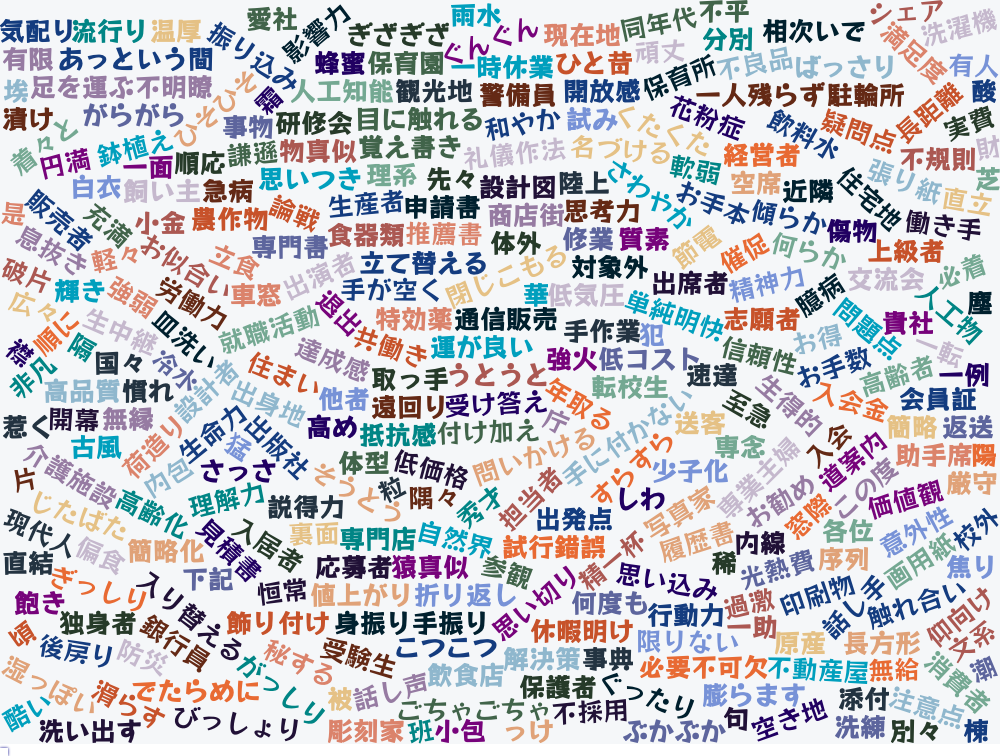 気配り 流行り 温厚 愛社 影響力 雨水 同年代 不平 シェア
振り込み ぎざぎざ ぐんぐん 現在地 分別 相次いで 満足度 洗濯機
有限 あっという間 蜂蜜 保育園 一時休業 ひと昔 頑丈 保育所 不良品 ばっさり 有人
埃 足を運ぶ 不明瞭 ひそひそ 人工知能 観光地 警備員 開放感 一人残らず 駐輪所 長距離 酸
漬け がらがら 事物 研修会 目に触れる 和やか 試み くたくた 花粉症 飲料水 疑問点 実費
着々と 円満 鉢植え 一面 順応 謙遜 物真似 覚え書き 礼儀作法 名づける 軟弱 経営者 不規則 財
白衣 飼い主 急病 思いつき 理系 先々 設計図 陸上 さわやか 空席 近隣 住宅地 張り紙 直立 芝
是 販売者 充満 小金 農作物 論戦 生産者 申請書 商店街 思考力 お手本 傾らか 傷物 働き手
息抜き 軽々 お似合い 立食 専門書 食器類 推薦書 体外 修業 質素 節電 催促 何らか 上級者
破片 輝き 強弱 労働力 車窓 出演者 立て替える 閉じこもる 対象外 出席者 精神力 臆病 交流会 必着
広々 手が空く 華 低気圧 単純明快 志願者 問題点 貴社 人工物 塵
順し 生中継 皿洗い 就職活動 退出 共働き 特効薬 通信販売 手作業 犯 お得 一転
襟 非凡 隔 国々 冷水 達成感 運が良い 強火 低コスト 信頼性 お手数 高齢者 一例
高品質 慣れ 設計者 住まい 取っ手 うとうと 転校生 速達 生得的 入会金 会員証
惹く 開幕 無縁 出身地 他者 遠回り 受け答え 年取る 手に付かない 至急 簡略 返送
古風 荷造り 生命力 出版社 高め 抵抗感 付け加え 庁 送客 専念 入会 道案内 助手席 陽
片 介護施設 内包 猛 さっさ 体型 低価格 問いかける すらすら 少子化 専業主婦 お勧め この度 厳守
じたばた 高齢化 理解力 そうとう 粒 隅々 秀才 担当者 しわ 写真家 窓際 価値観
現代人 偏食 見積書 入居者 説得力 裏面 専門店 自然界 出発点 履歴書 内線 各位 意外性 校外
直結 簡略化 下記 応募者 猿真似 参観 試行錯誤 精一杯 稀 光熱費 序列 画用紙 焦り
ぎっしり 入り替える 恒常 値上がり 折り返し 思い切り 思い込み 何度も 行動力 過激 印刷物 話し手 触れ合い 仰向け
飽き 独身者 銀行員 飾り付け 身振り手振り 休暇明け 限りない 一助 原産 長方形 文系
頃 後戻り 防災 がっしり 秘する 受験生 こつこつ 解決策 事典 必要不可欠 不動産屋 無給 消費者 潮
湿っぽい 濁らす でたらめに 被 話し声 飲食店 保護者 ぐったり 膨らます 添付 注意点
酷い 洗い出す びっしょり 彫刻家 ごちゃごちゃ 班 小包 っけ 不採用 ぶかぶか 句 空き地 洗練 別々 棟